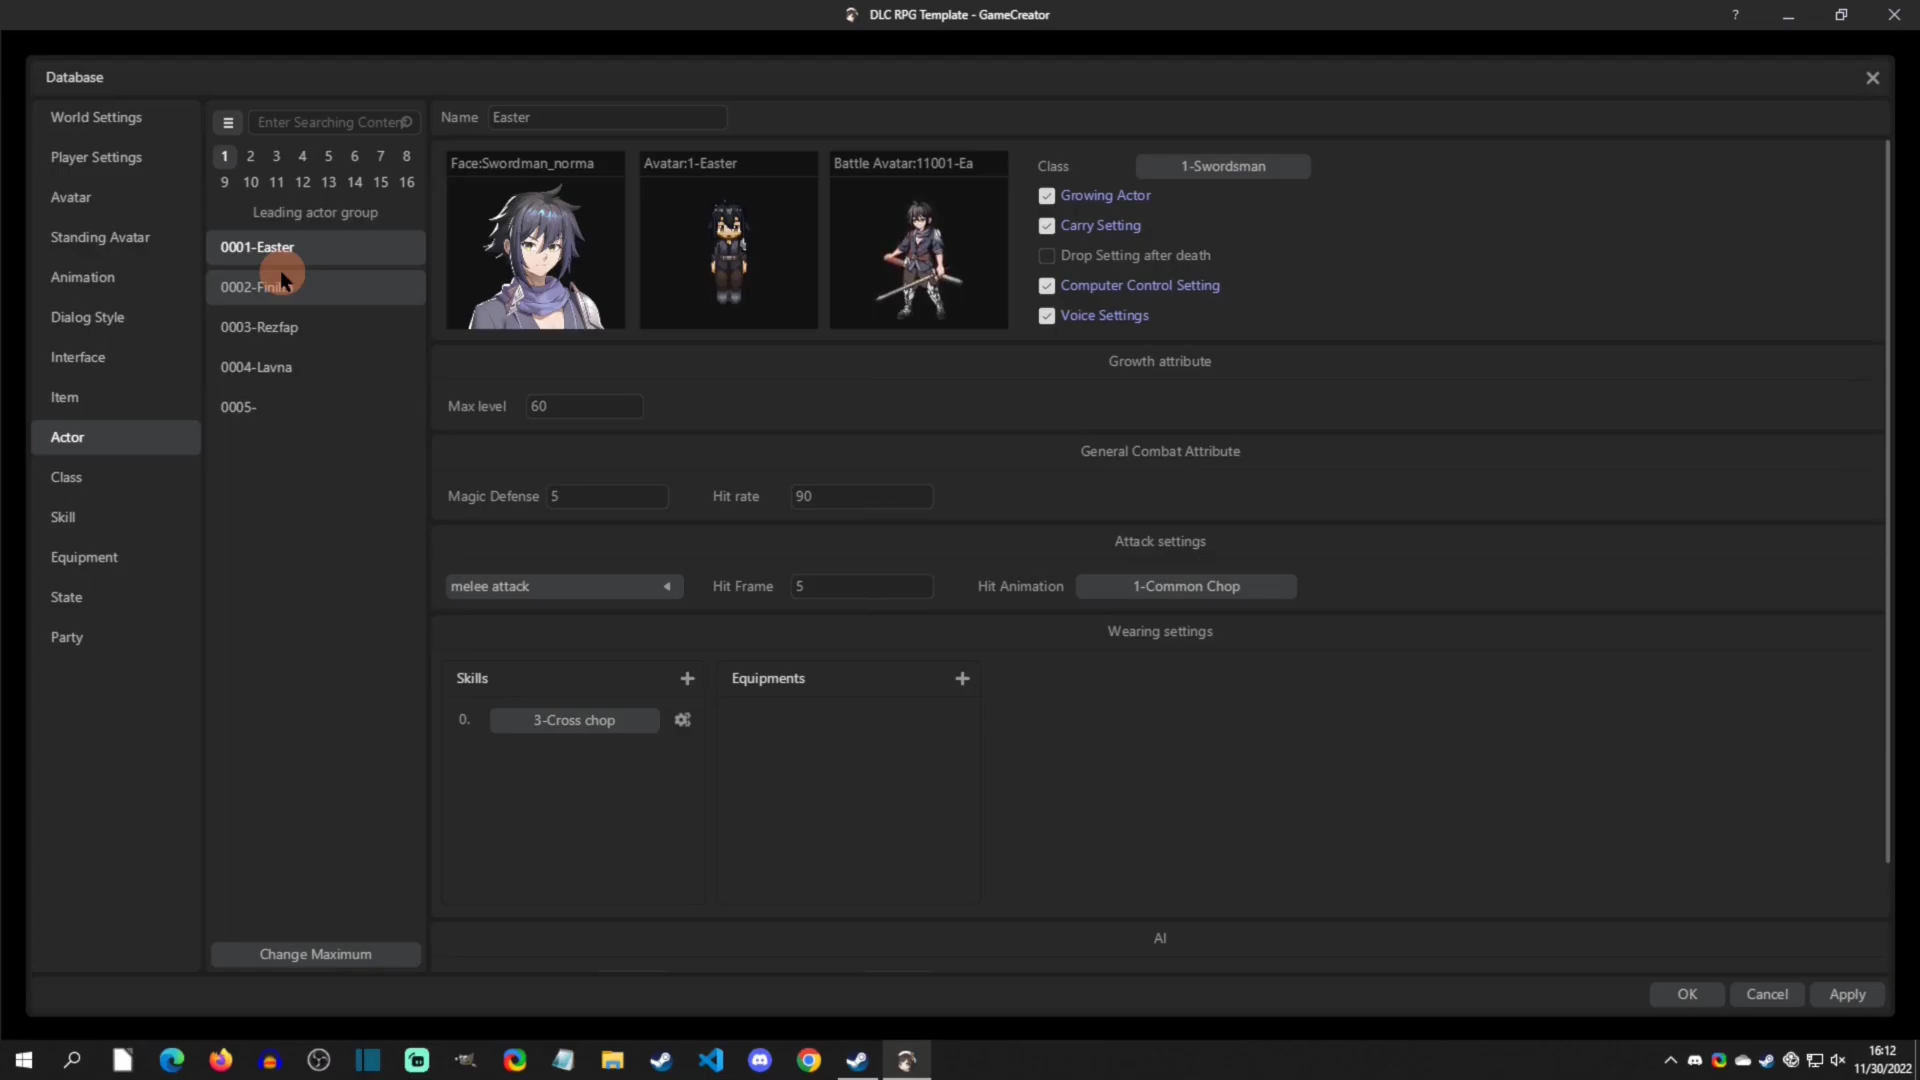 DLC RPG Template - GameCreator
?
Database
World Settings
Player Settings
Avatar
Standing Avatar
Animation
Dialog Style
Interface
Item
Actor
Class
Skill
Equipment
State
Party
Enter Searching Conten
1 2 3 4 5 6 7 8
9 10 11 12 13 14 15 16
Leading actor group
0001-Easter
0003-Rezfap
0004-Lavna
0005-
Change Maximum
Name Easter
Face:Swordman_norma
Avatar:1-Easter
Battle Avatar:11001-Ea
Class 1-Swordsman
Growing Actor
Carry Setting
Drop Setting after death
Computer Control Setting
Voice Settings
Growth attribute
Max level 60
General Combat Attribute
Magic Defense 5 Hit rate 90
Attack settings
melee attack Hit Frame 5 Hit Animation 1-Common Chop
Wearing settings
Skills + Equipments +
0. 3-Cross chop
AI
OK Cancel Apply
16:12
11/30/2022